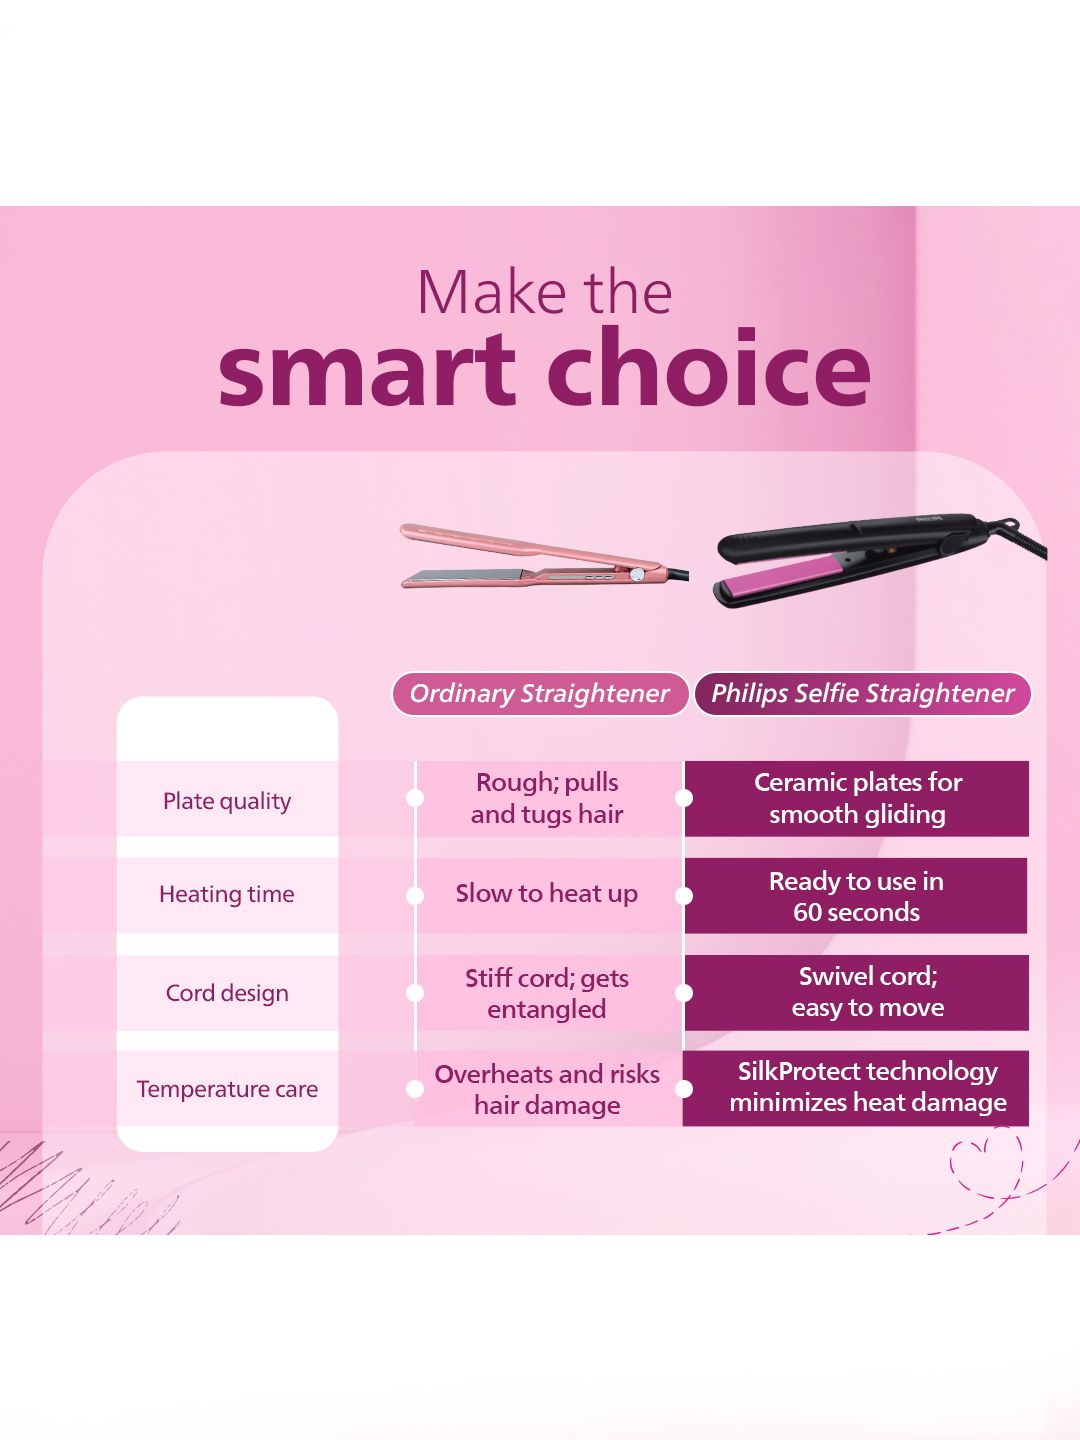 Make the
smart choice
PHILIPS
Ordinary Straightener
Philips Selfie Straightener
Plate quality
Rough; pulls
and tugs hair
Ceramic plates for
smooth gliding
Heating time
Slow to heat up
Ready to use in
60 seconds
Cord design
Stiff cord; gets
entangled
Swivel cord;
easy to move
Temperature care
Overheats and risks
hair damage
SilkProtect technology
minimizes heat damage